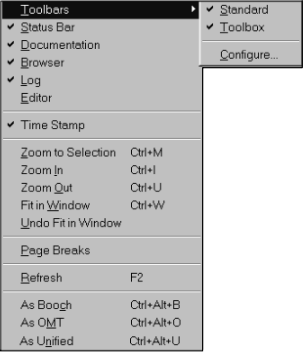 Toolbars
Standard
Status Bar
Toolbox
Documentation
Browser
Configure...
Log
Editor
Time Stamp
Zoom to Selection Ctrl+M
Zoom In Ctrl+I
Zoom Out Ctrl+U
Fit in Window Ctrl+W
Undo Fit in Window
Page Breaks
Refresh F2
As Booch Ctrl+Alt+B
As OMT Ctrl+Alt+O
As Unified Ctrl+Alt+U